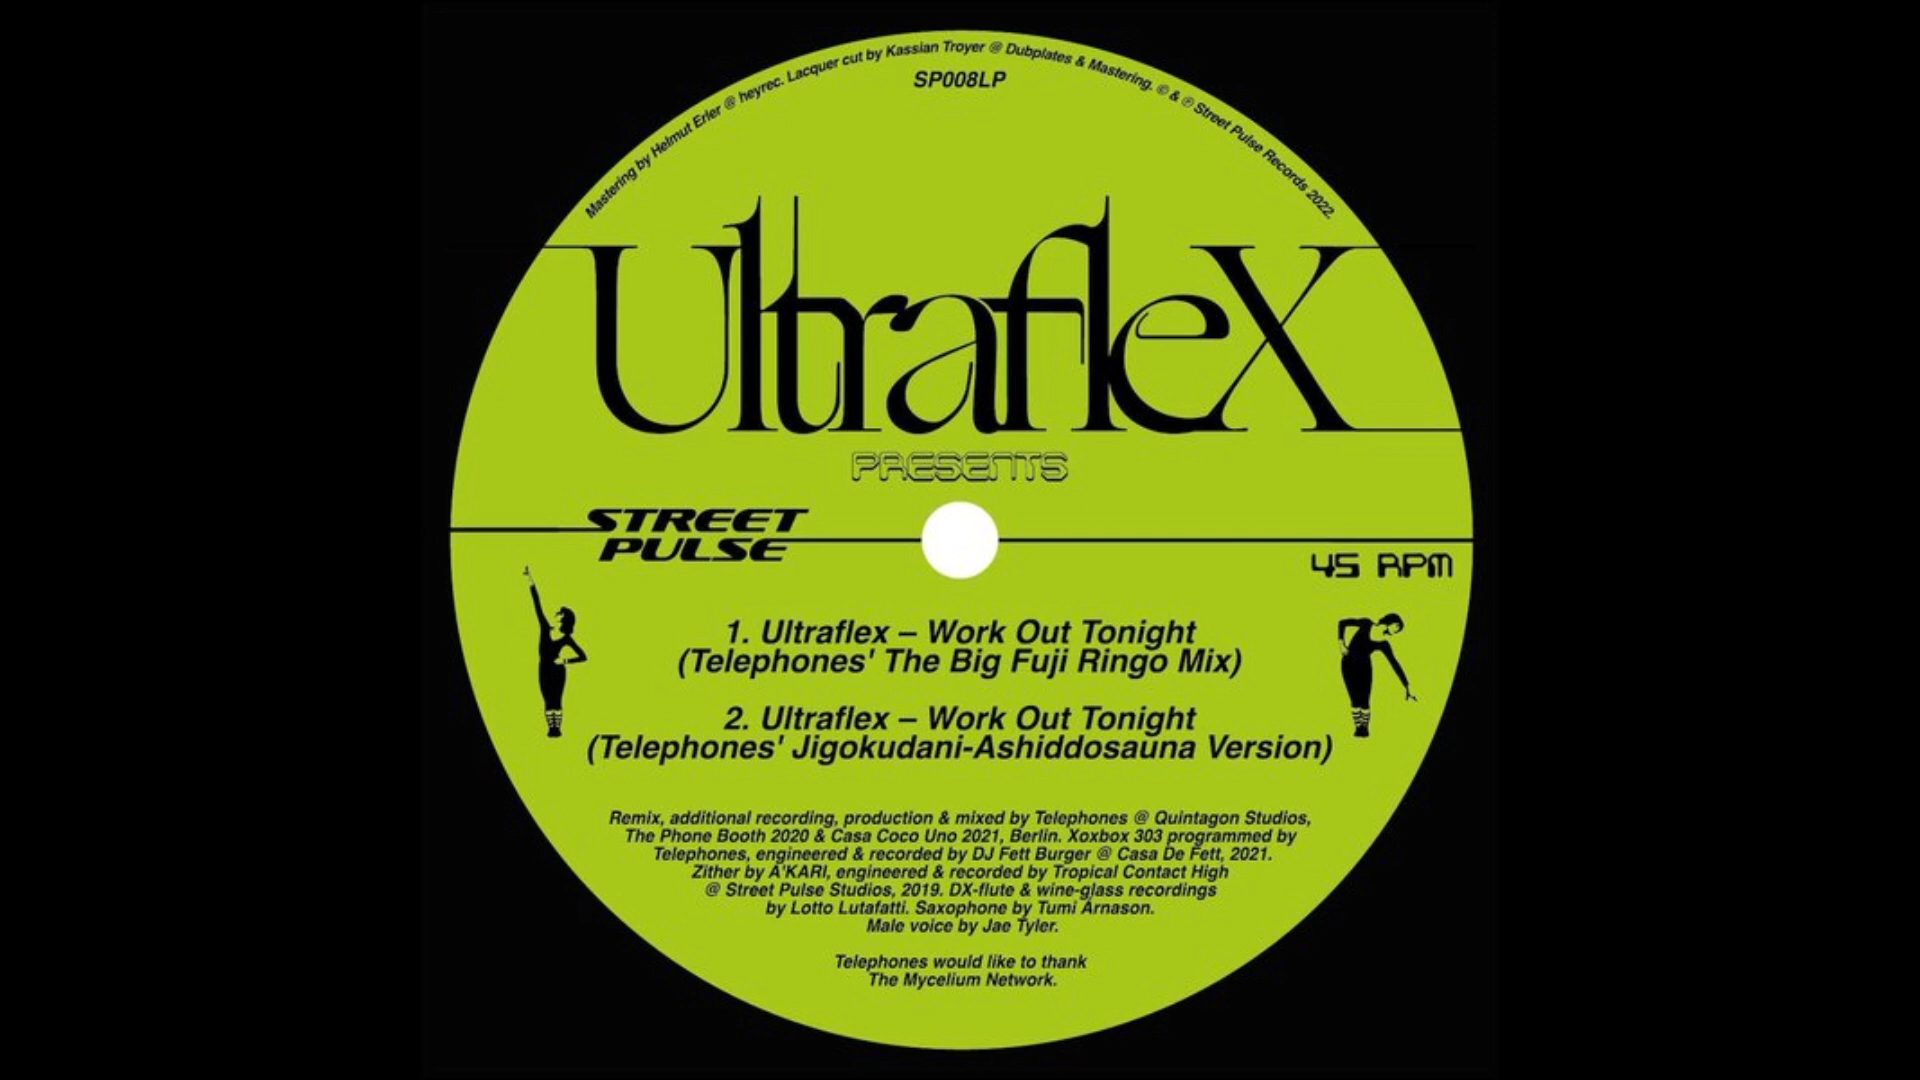 Mastering by Helmut Erler @ heyrec. Lacquer cut by Kassian Troyer @ Dubplates & Mastering. © & ℗ Street Pulse Records 2022.
SP008LP
UltrafleX
PRESENTS
STREET
PULSE
45 RPM
1. Ultraflex – Work Out Tonight
(Telephones' The Big Fuji Ringo Mix)
2. Ultraflex – Work Out Tonight
(Telephones' Jigokudani-Ashiddosauna Version)
Remix, additional recording, production & mixed by Telephones @ Quintagon Studios,
The Phone Booth 2020 & Casa Coco Uno 2021, Berlin. Xoxbox 303 programmed by
Telephones, engineered & recorded by DJ Fett Burger @ Casa De Fett, 2021.
Zither by A'KARI, engineered & recorded by Tropical Contact High
@ Street Pulse Studios, 2019. DX-flute & wine-glass recordings
by Lotto Lutafatti. Saxophone by Tumi Árnason.
Male voice by Jae Tyler.
Telephones would like to thank
The Mycelium Network.